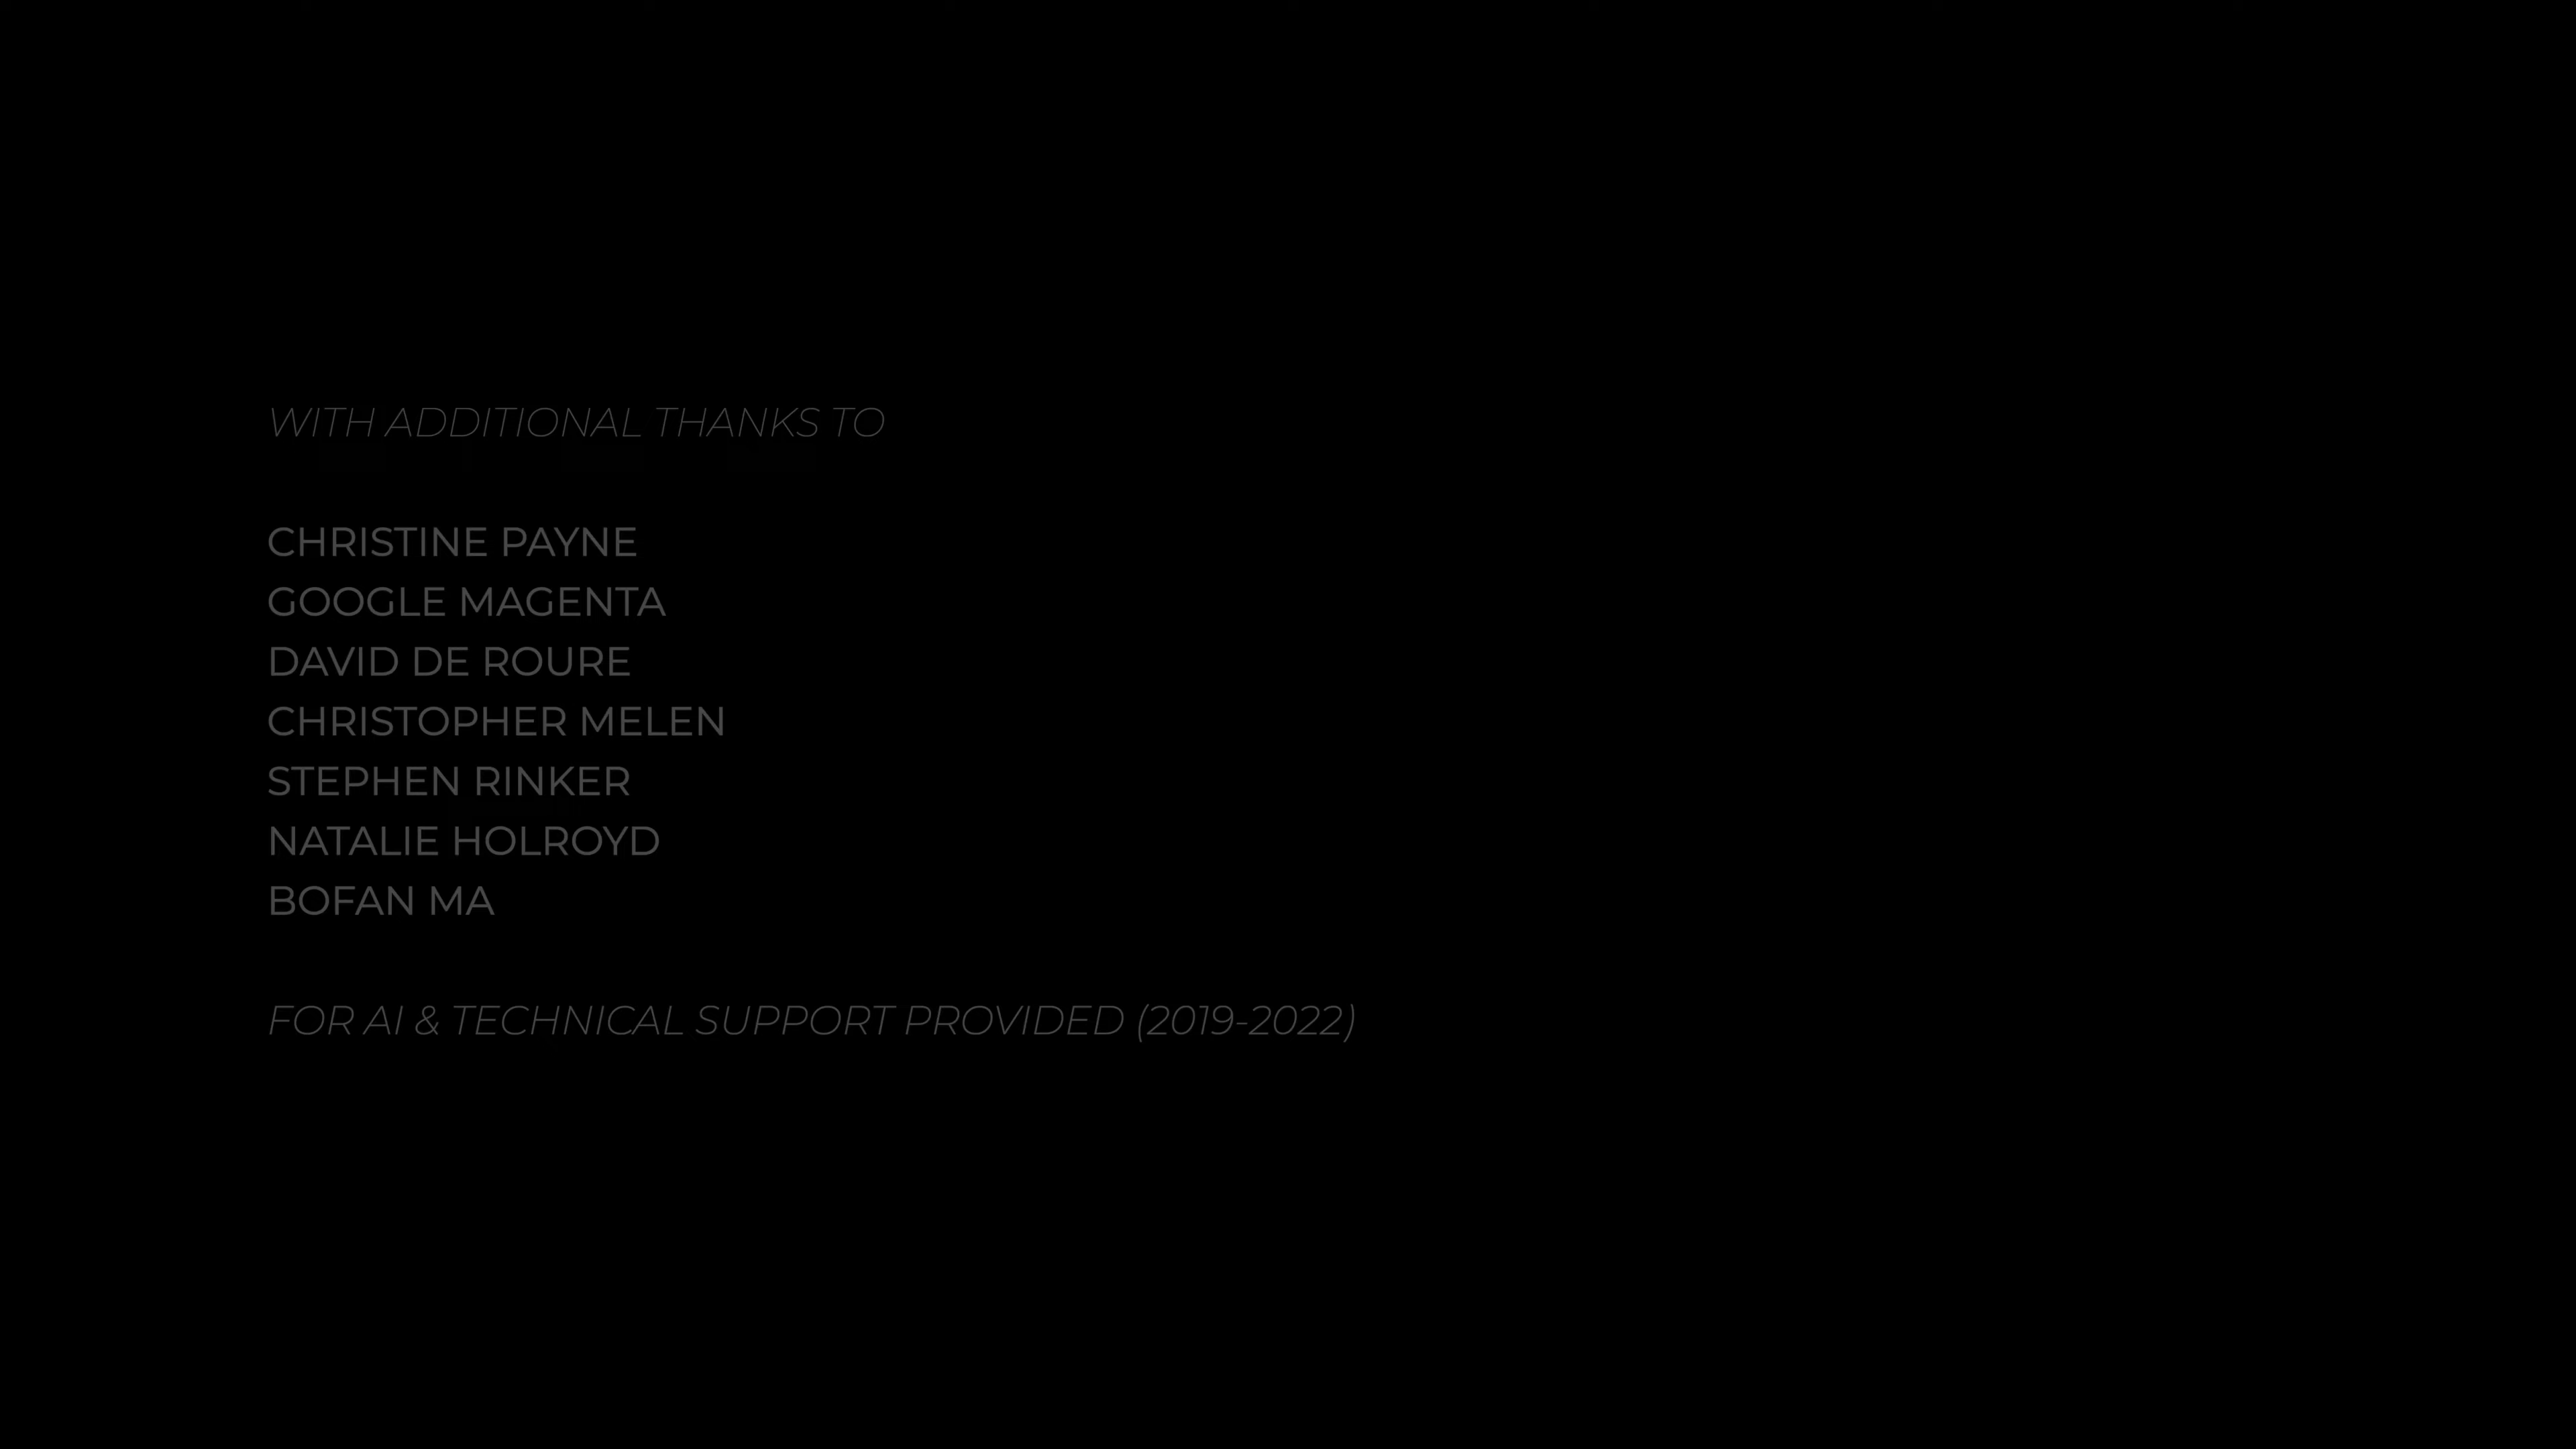 WITH ADDITIONAL THANKS TO
CHRISTINE PAYNE
GOOGLE MAGENTA
DAVID DE ROURE
CHRISTOPHER MELEN
STEPHEN RINKER
NATALIE HOLROYD
BOFAN MA
FOR AI & TECHNICAL SUPPORT PROVIDED (2019-2022)